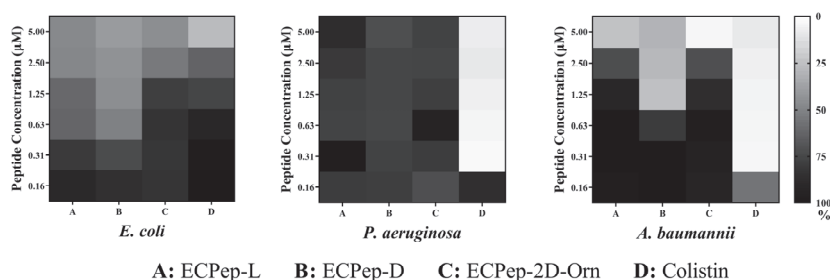 Peptide Concentration (µM)
5.00
2.50
1.25
0.63
0.31
0.16
A B C D
E. coli
Peptide Concentration (µM)
5.00
2.50
1.25
0.63
0.31
0.16
A B C D
P. aeruginosa
Peptide Concentration (µM)
5.00
2.50
1.25
0.63
0.31
0.16
A B C D
A. baumannii
0
25
50
75
100
%
A: ECPep-L B: ECPep-D C: ECPep-2D-Orn D: Colistin